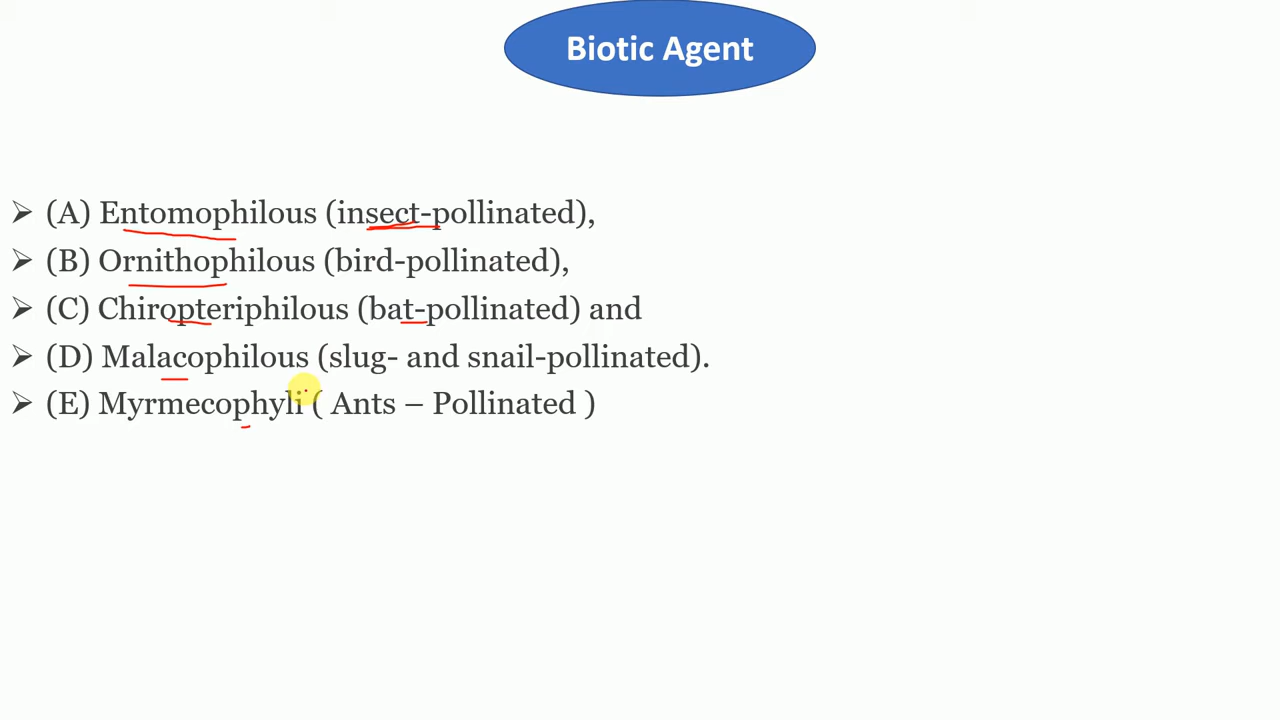 Biotic Agent
➢ (A) Entomophilous (insect-pollinated),
➢ (B) Ornithophilous (bird-pollinated),
➢ (C) Chiropteriphilous (bat-pollinated) and
➢ (D) Malacophilous (slug- and snail-pollinated).
➢ (E) Myrmecophyli ( Ants – Pollinated )